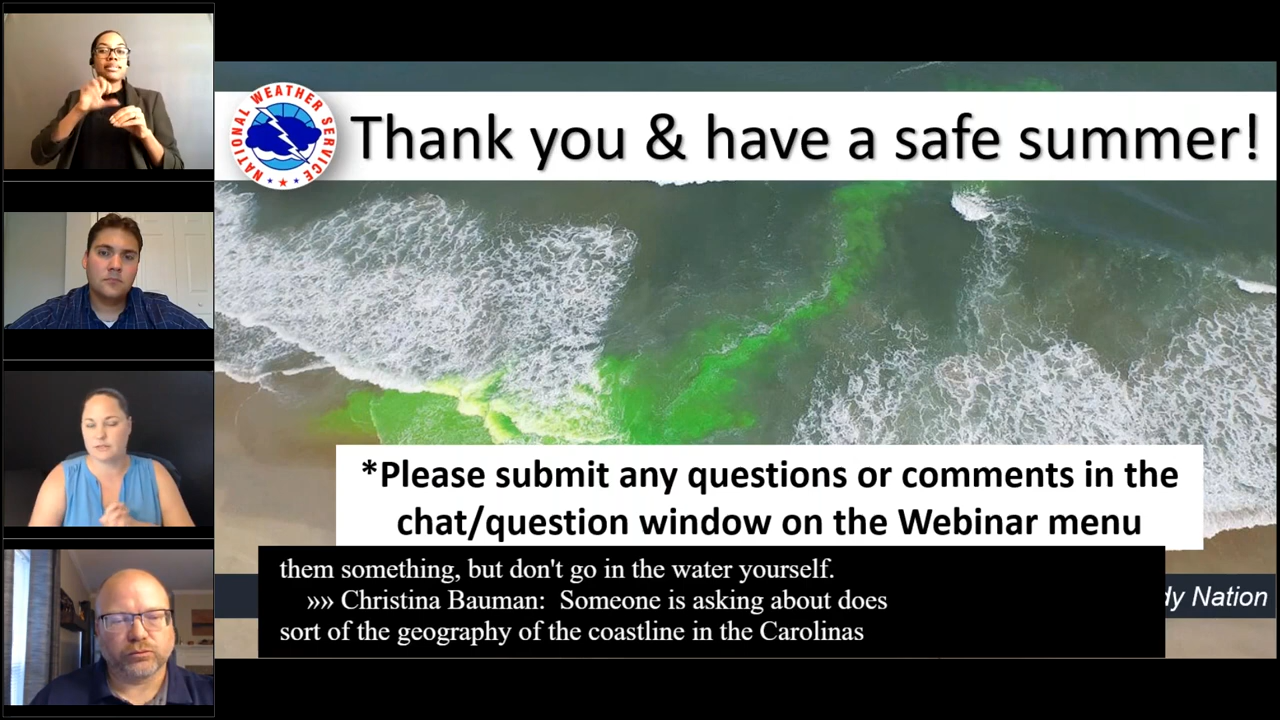 NATIONAL WEATHER SERVICE
Thank you & have a safe summer!
*Please submit any questions or comments in the
chat/question window on the Webinar menu
them something, but don't go in the water yourself.
»» Christina Bauman:  Someone is asking about does
sort of the geography of the coastline in the Carolinas
Nation